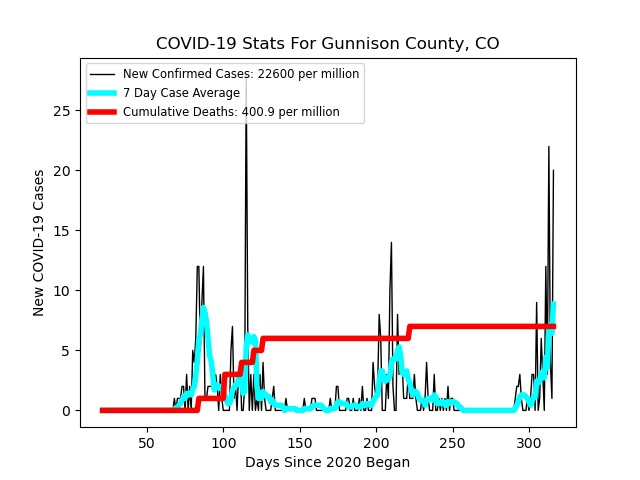 COVID-19 Stats For Gunnison County, CO
New Confirmed Cases: 22600 per million
7 Day Case Average
Cumulative Deaths: 400.9 per million
New COVID-19 Cases
25
20
15
10
5
0
50 100 150 200 250 300
Days Since 2020 Began